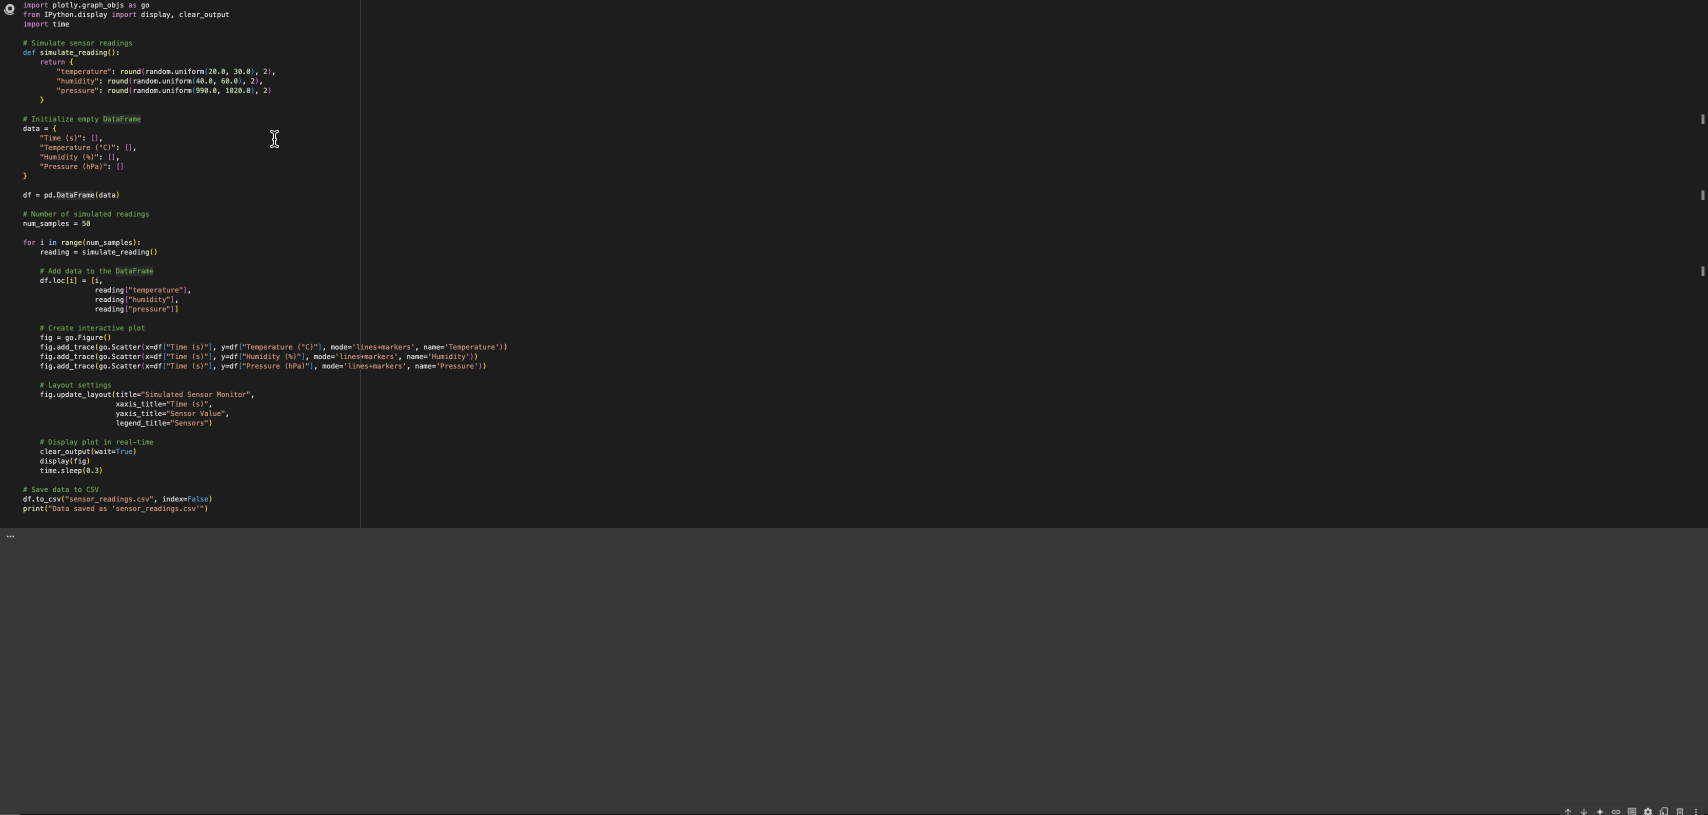 import plotly.graph_objs as go
from IPython.display import display, clear_output
import time
# Simulate sensor readings
def simulate_reading():
    return {
        "temperature": round(random.uniform(20.0, 30.0), 2),
        "humidity": round(random.uniform(40.0, 60.0), 2),
        "pressure": round(random.uniform(990.0, 1020.0), 2)
    }
# Initialize empty DataFrame
data = {
    "Time (s)": [],
    "Temperature (°C)": [],
    "Humidity (%)": [],
    "Pressure (hPa)": []
}
df = pd.DataFrame(data)
# Number of simulated readings
num_samples = 50
for i in range(num_samples):
    reading = simulate_reading()
    # Add data to the DataFrame
    df.loc[i] = [i,
                 reading["temperature"],
                 reading["humidity"],
                 reading["pressure"]]
    # Create interactive plot
    fig = go.Figure()
    fig.add_trace(go.Scatter(x=df["Time (s)"], y=df["Temperature (°C)"], mode='lines+markers', name='Temperature'))
    fig.add_trace(go.Scatter(x=df["Time (s)"], y=df["Humidity (%)"], mode='lines+markers', name='Humidity'))
    fig.add_trace(go.Scatter(x=df["Time (s)"], y=df["Pressure (hPa)"], mode='lines+markers', name='Pressure'))
    # Layout settings
    fig.update_layout(title="Simulated Sensor Monitor",
                      xaxis_title="Time (s)",
                      yaxis_title="Sensor Value",
                      legend_title="Sensors")
    # Display plot in real-time
    clear_output(wait=True)
    display(fig)
    time.sleep(0.3)
# Save data to CSV
df.to_csv("sensor_readings.csv", index=False)
print("Data saved as 'sensor_readings.csv'")